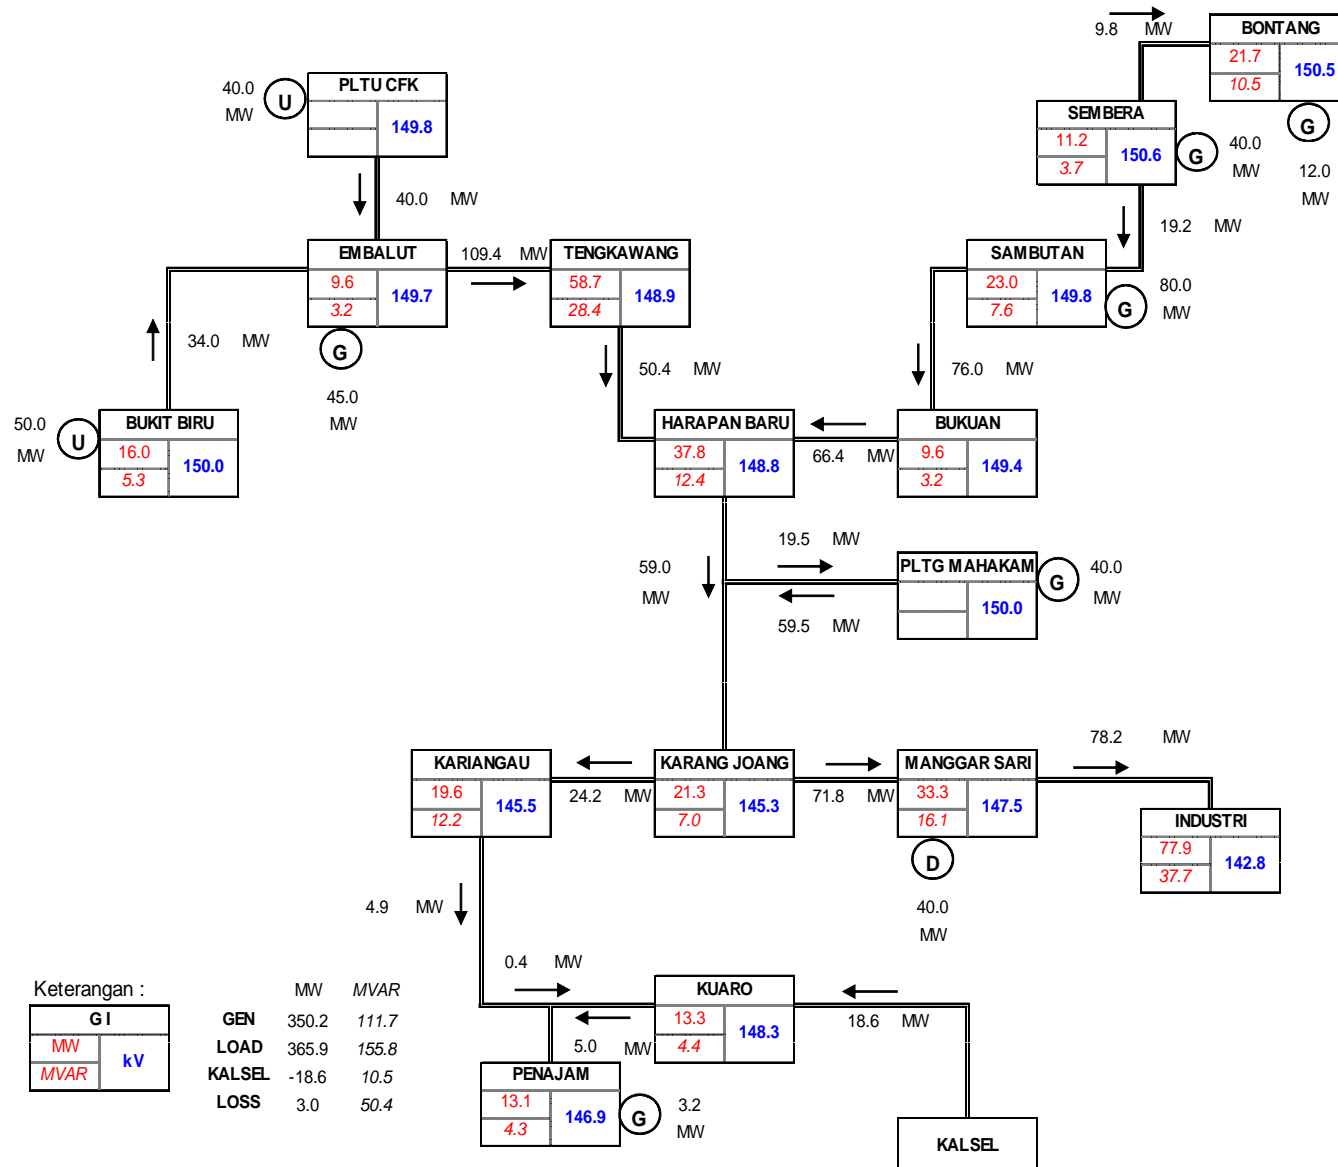 9.8 MW
BONTANG
21.7
10.5
150.5
G
12.0
MW
40.0
MW
U
PLTU CFK
149.8
SEMBERA
11.2
3.7
150.6
G
40.0
MW
40.0 MW
19.2 MW
EMBALUT
9.6
3.2
149.7
G
45.0
MW
109.4 MW
TENGKAWANG
58.7
28.4
148.9
SAMBUTAN
23.0
7.6
149.8
G
80.0
MW
34.0 MW
50.4 MW
76.0 MW
50.0
MW
U
BUKIT BIRU
16.0
5.3
150.0
HARAPAN BARU
37.8
12.4
148.8
66.4 MW
BUKUAN
9.6
3.2
149.4
59.0
MW
19.5 MW
59.5 MW
PLTG MAHAKAM
150.0
G
40.0
MW
KARIANGAU
19.6
12.2
145.5
24.2 MW
KARANG JOANG
21.3
7.0
145.3
71.8 MW
MANGGAR SARI
33.3
16.1
147.5
D
40.0
MW
78.2 MW
INDUSTRI
77.9
37.7
142.8
4.9 MW
0.4 MW
KUARO
13.3
4.4
148.3
18.6 MW
5.0 MW
PENAJAM
13.1
4.3
146.9
G
3.2
MW
KALSEL
Keterangan :
G I
MW
MVAR
kV
MW MVAR
GEN 350.2 111.7
LOAD 365.9 155.8
KALSEL -18.6 10.5
LOSS 3.0 50.4